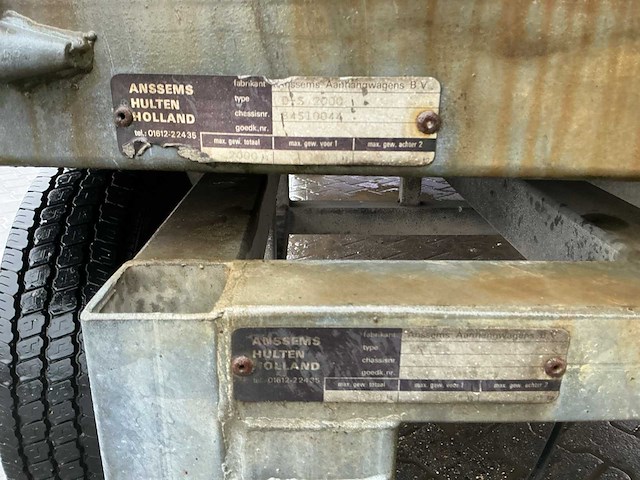 ANSSEMS
HULTEN
HOLLAND
tel.: 01612-22435
fabrikant Anssems Aanhangwagens B.V.
type 2000
chassisnr.
goedk.nr.
max. gew. totaal max. gew. voor 1 max. gew. achter 2
2000
ANSSEMS
HULTEN
HOLLAND
tel.: 01612-22435
fabrikant Anssems Aanhangwagens B.V.
type
chassisnr.
goedk.nr.
max. gew. totaal max. gew. voor 1 max. gew. achter 2